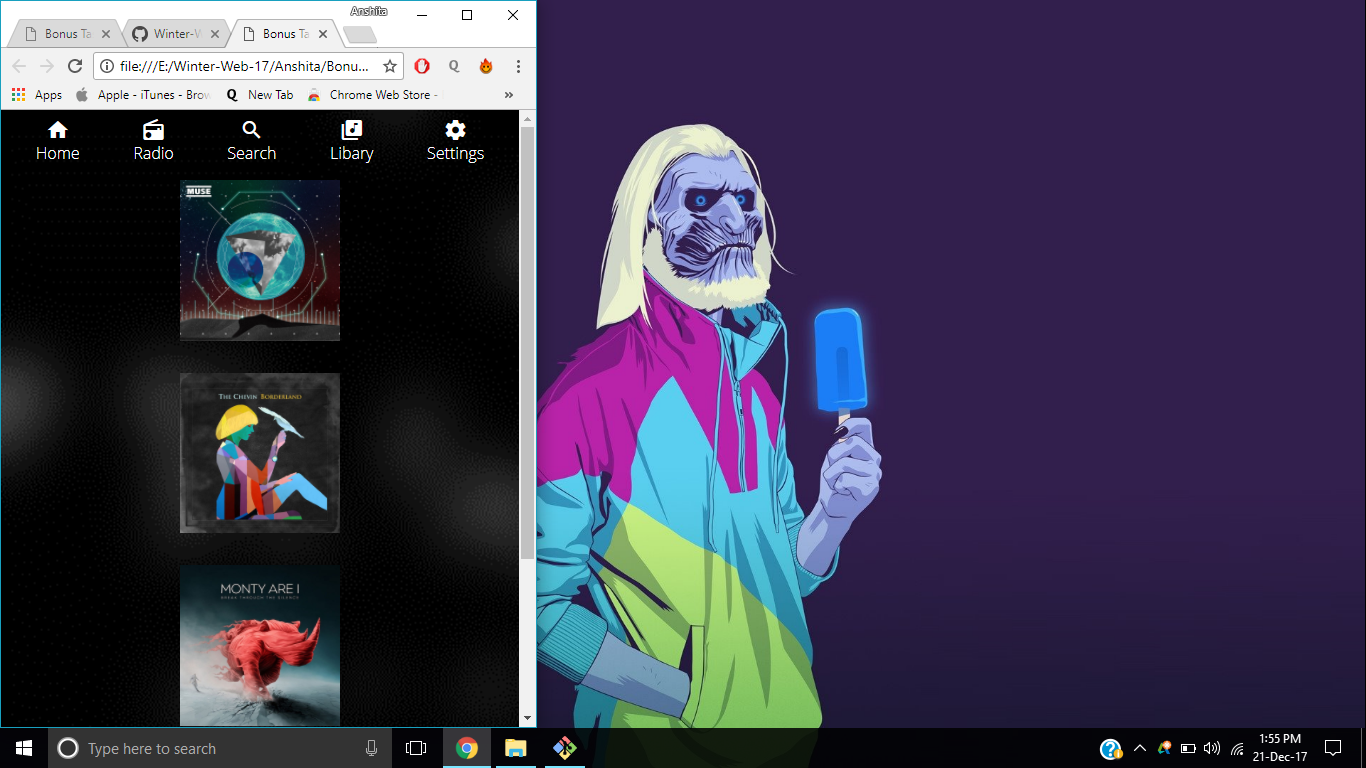 Anshita
Bonus Ta Winter-W Bonus Ta
file:///E:/Winter-Web-17/Anshita/Bonu... Q
Apps Apple - iTunes - Brow Q New Tab Chrome Web Store - »
Home Radio Search Libary Settings
MUSE
THE CHEVIN BORDERLAND
MONTY ARE I
BREAK THROUGH THE SILENCE
Type here to search
1:55 PM
21-Dec-17